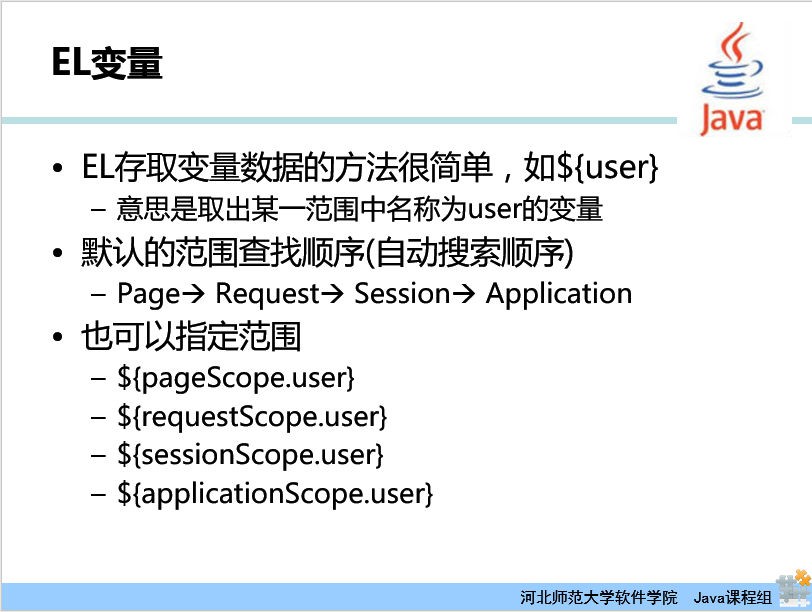 EL变量
Java
• EL存取变量数据的方法很简单，如${user}
– 意思是取出某一范围中名称为user的变量
• 默认的范围查找顺序(自动搜索顺序)
– Page→ Request→ Session→ Application
• 也可以指定范围
– ${pageScope.user}
– ${requestScope.user}
– ${sessionScope.user}
– ${applicationScope.user}
河北师范大学软件学院 Java课程组